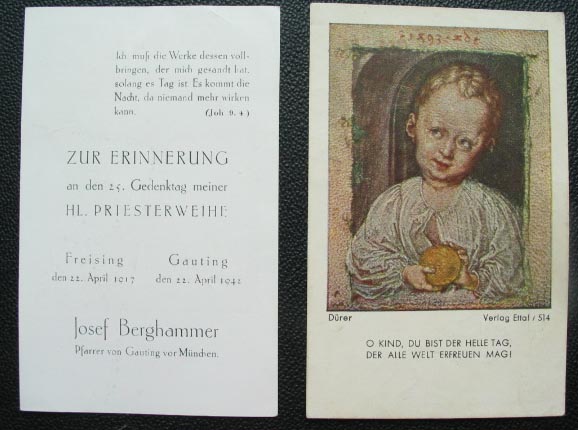 Ich muß die Werke dessen voll-
bringen, der mich gesandt hat,
solang es Tag ist. Es kommt die
Nacht, da niemand mehr wirken
kann. (Joh 9. 4)
ZUR ERINNERUNG
an den 25. Gedenktag meiner
HL. PRIESTERWEIHE
Freising Gauting
den 22. April 1917 den 22. April 1942
Josef Berghammer
Pfarrer von Gauting vor München.
Dürer Verlag Ettal / 514
O KIND, DU BIST DER HELLE TAG,
DER ALLE WELT ERFREUEN MAG!